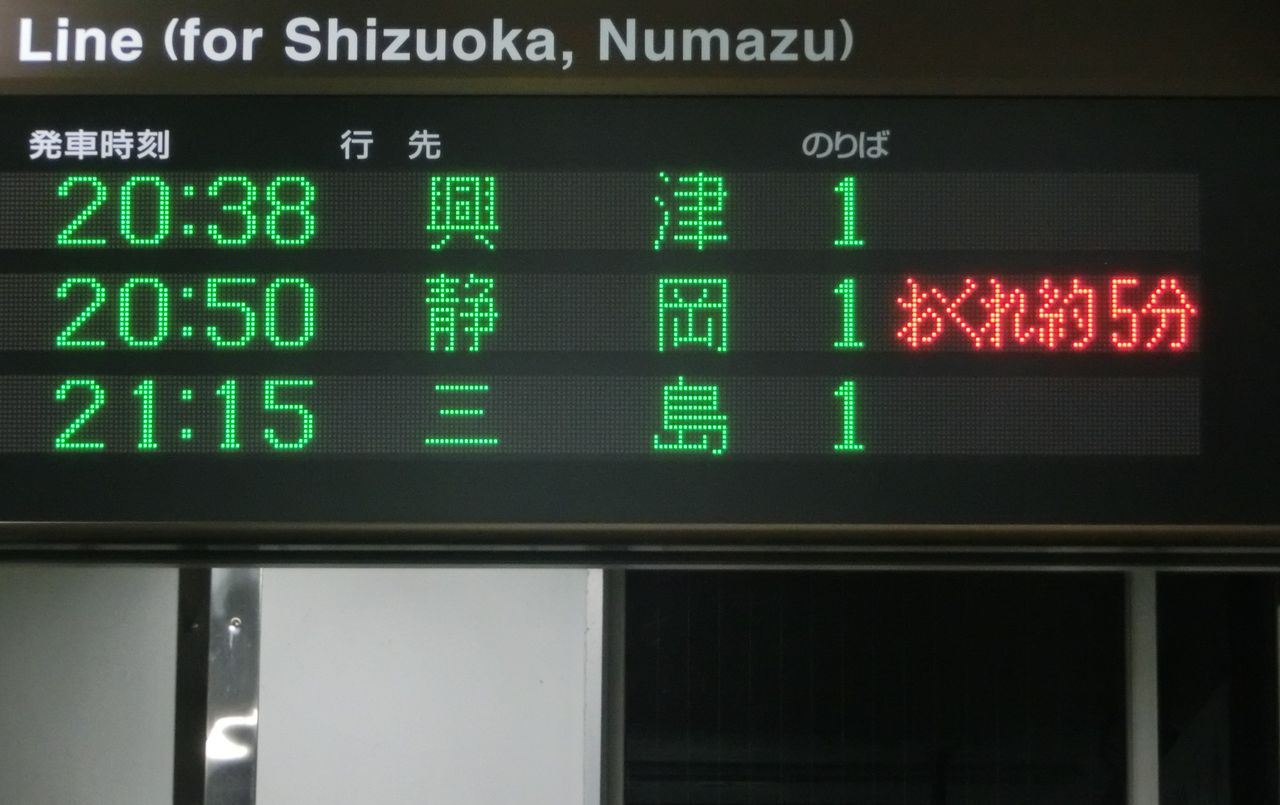 Line (for Shizuoka, Numazu)
発車時刻 行先 のりば
20:38 興津 1
20:50 静岡 1 おくれ約5分
21:15 三島 1